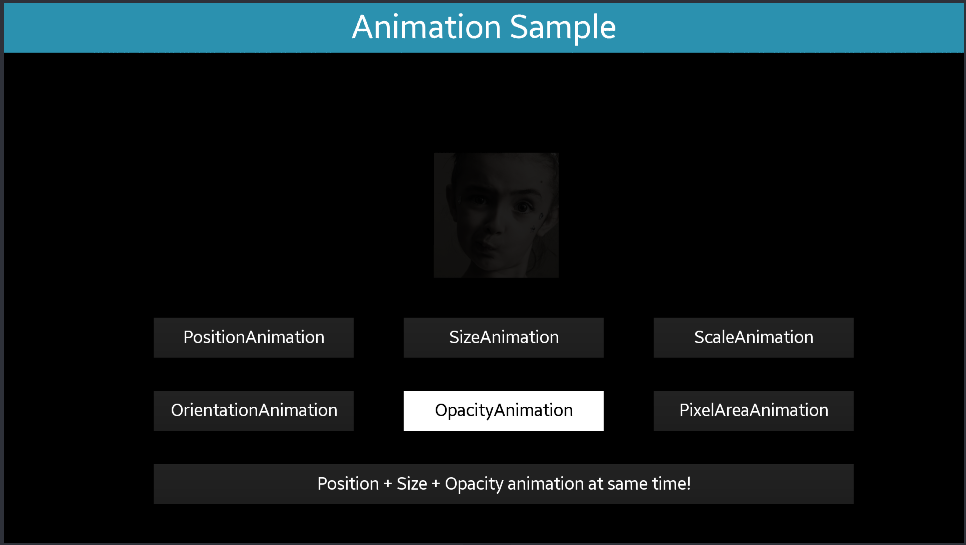 Animation Sample
PositionAnimation
SizeAnimation
ScaleAnimation
OrientationAnimation
OpacityAnimation
PixelAreaAnimation
Position + Size + Opacity animation at same time!